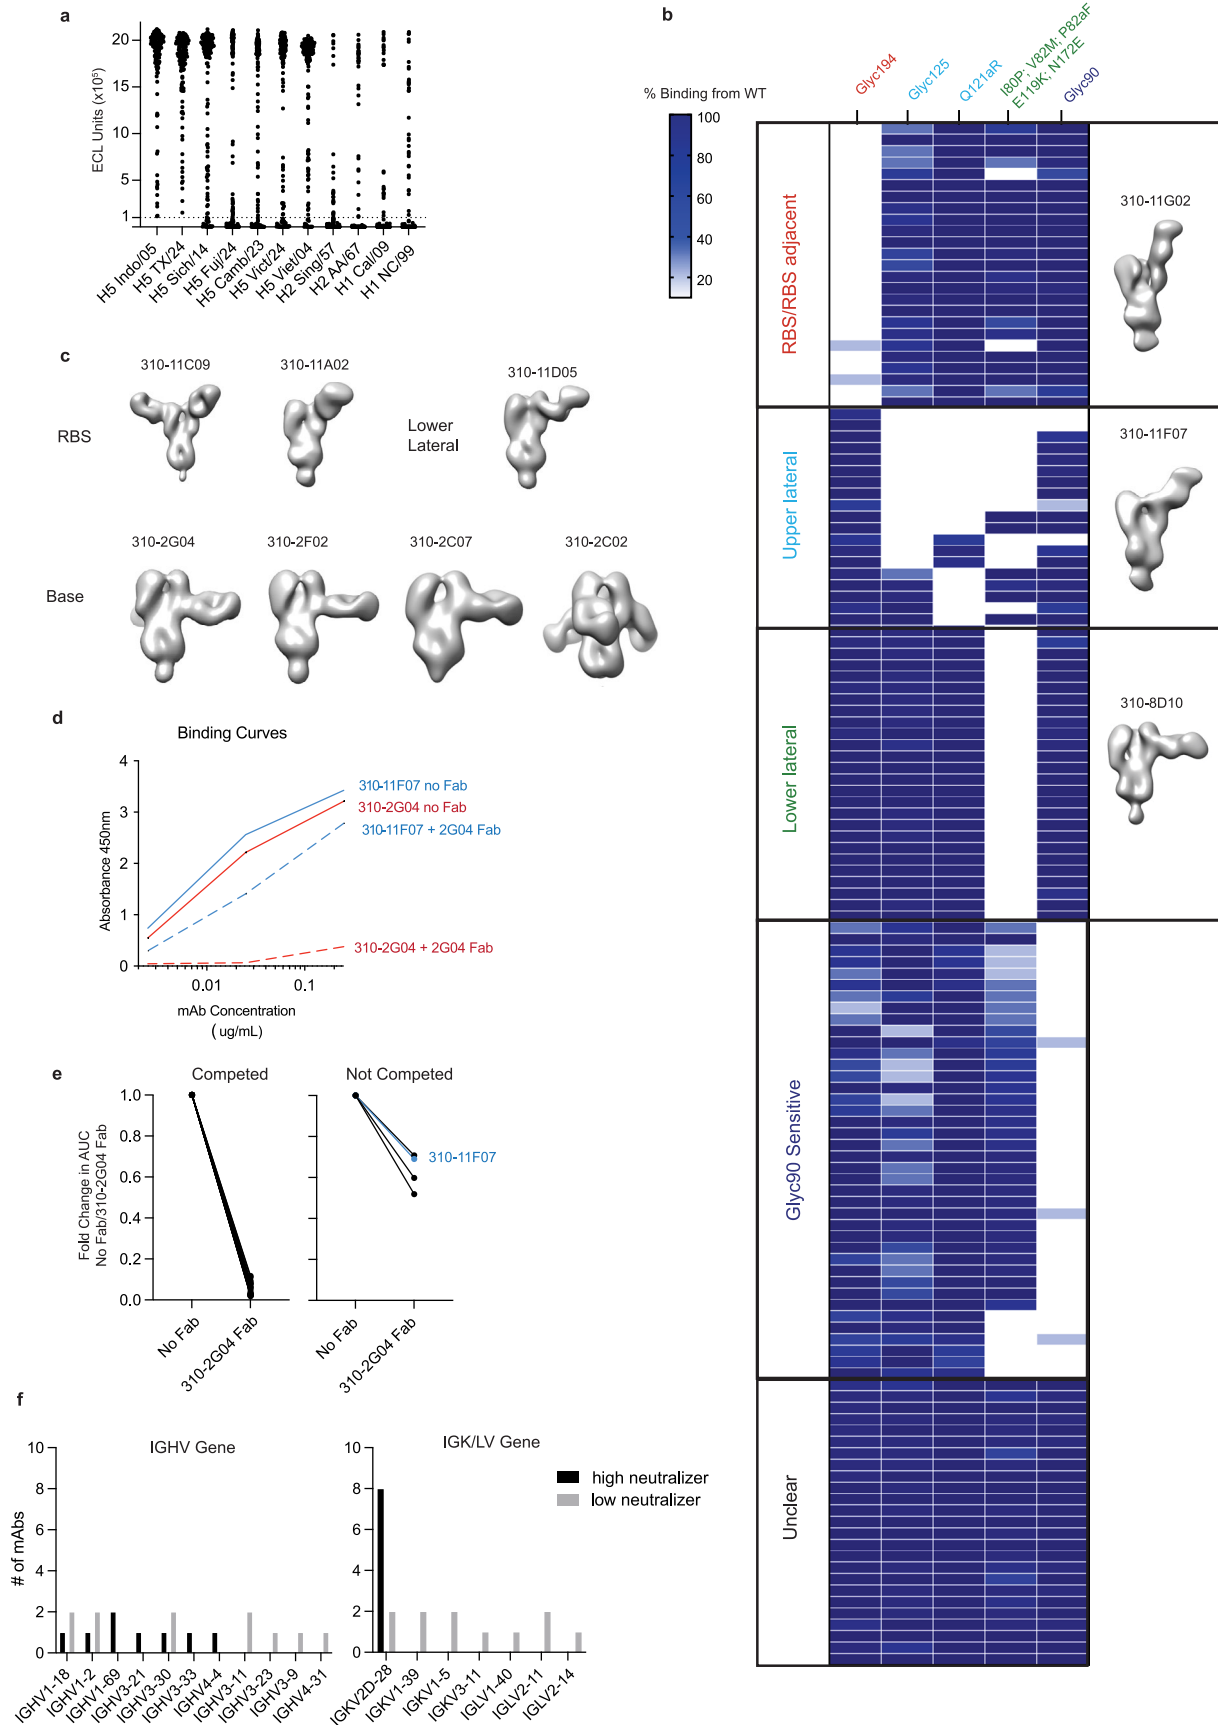 a
ECL Units (x10⁵)
20
15
10
5
1
H5 Indo/05
H5 TX/24
H5 Sich/14
H5 Fuj/24
H5 Camb/23
H5 Vict/24
H5 Viet/04
H2 Sing/57
H2 AA/67
H1 Cal/09
H1 NC/99
b
% Binding from WT
100
80
60
40
20
Glyc194
Glyc125
Q121aR
I80P; V82M; P82aF
E119K; N172E
Glyc90
RBS/RBS adjacent
310-11G02
Upper lateral
310-11F07
Lower lateral
310-8D10
Glyc90 Sensitive
Unclear
c
310-11C09
310-11A02
310-11D05
RBS
Lower
Lateral
310-2G04
310-2F02
310-2C07
310-2C02
Base
d
Binding Curves
Absorbance 450nm
4
3
2
1
0
0.01
0.1
mAb Concentration
( ug/mL)
310-11F07 no Fab
310-2G04 no Fab
310-11F07 + 2G04 Fab
310-2G04 + 2G04 Fab
e
Competed
Not Competed
Fold Change in AUC
No Fab/310-2G04 Fab
1.0
0.8
0.6
0.4
0.2
0.0
310-11F07
No Fab
310-2G04 Fab
No Fab
310-2G04 Fab
f
IGHV Gene
# of mAbs
10
8
6
4
2
0
IGHV1-18
IGHV1-2
IGHV1-69
IGHV3-21
IGHV3-30
IGHV3-33
IGHV4-4
IGHV3-11
IGHV3-23
IGHV3-9
IGHV4-31
IGK/LV Gene
10
8
6
4
2
0
IGKV2D-28
IGKV1-39
IGKV1-5
IGKV3-11
IGLV1-40
IGLV2-11
IGLV2-14
high neutralizer
low neutralizer